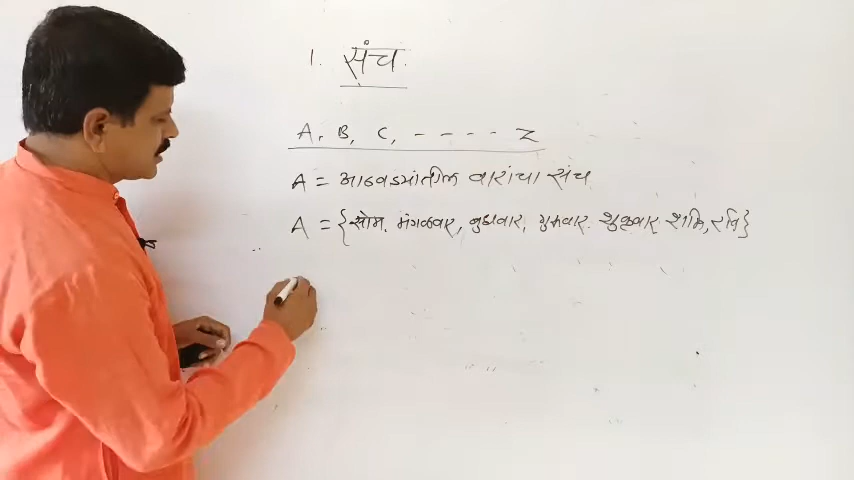 1. संच
A, B, C, - - - - - Z
A = आठवड्यातील वारांचा संच
A = {सोम, मंगळवार, बुधवार, गुरुवार, शुक्रवार, शनि, रवि}